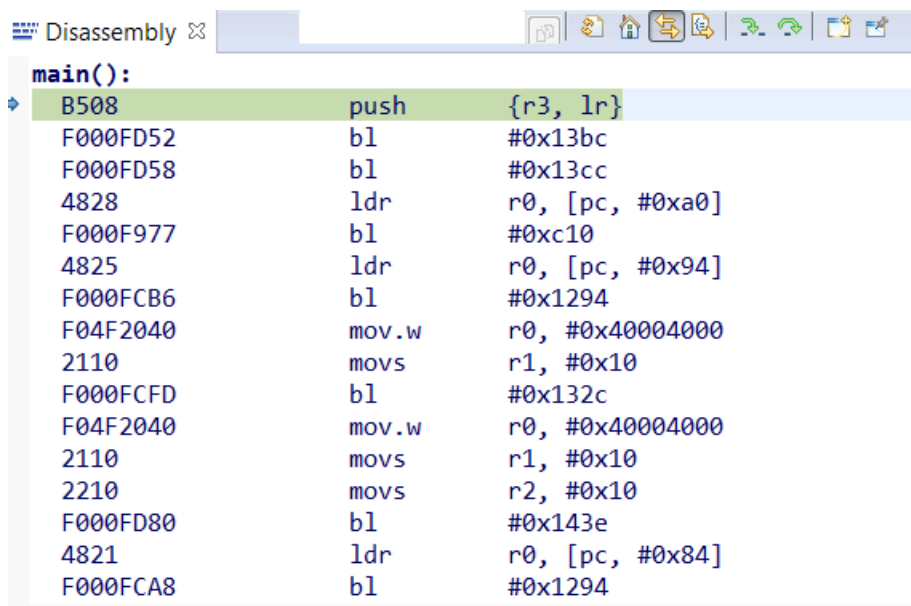 Disassembly
main():
B508 push {r3, lr}
F000FD52 bl #0x13bc
F000FD58 bl #0x13cc
4828 ldr r0, [pc, #0xa0]
F000F977 bl #0xc10
4825 ldr r0, [pc, #0x94]
F000FCB6 bl #0x1294
F04F2040 mov.w r0, #0x40004000
2110 movs r1, #0x10
F000FCFD bl #0x132c
F04F2040 mov.w r0, #0x40004000
2110 movs r1, #0x10
2210 movs r2, #0x10
F000FD80 bl #0x143e
4821 ldr r0, [pc, #0x84]
F000FCA8 bl #0x1294